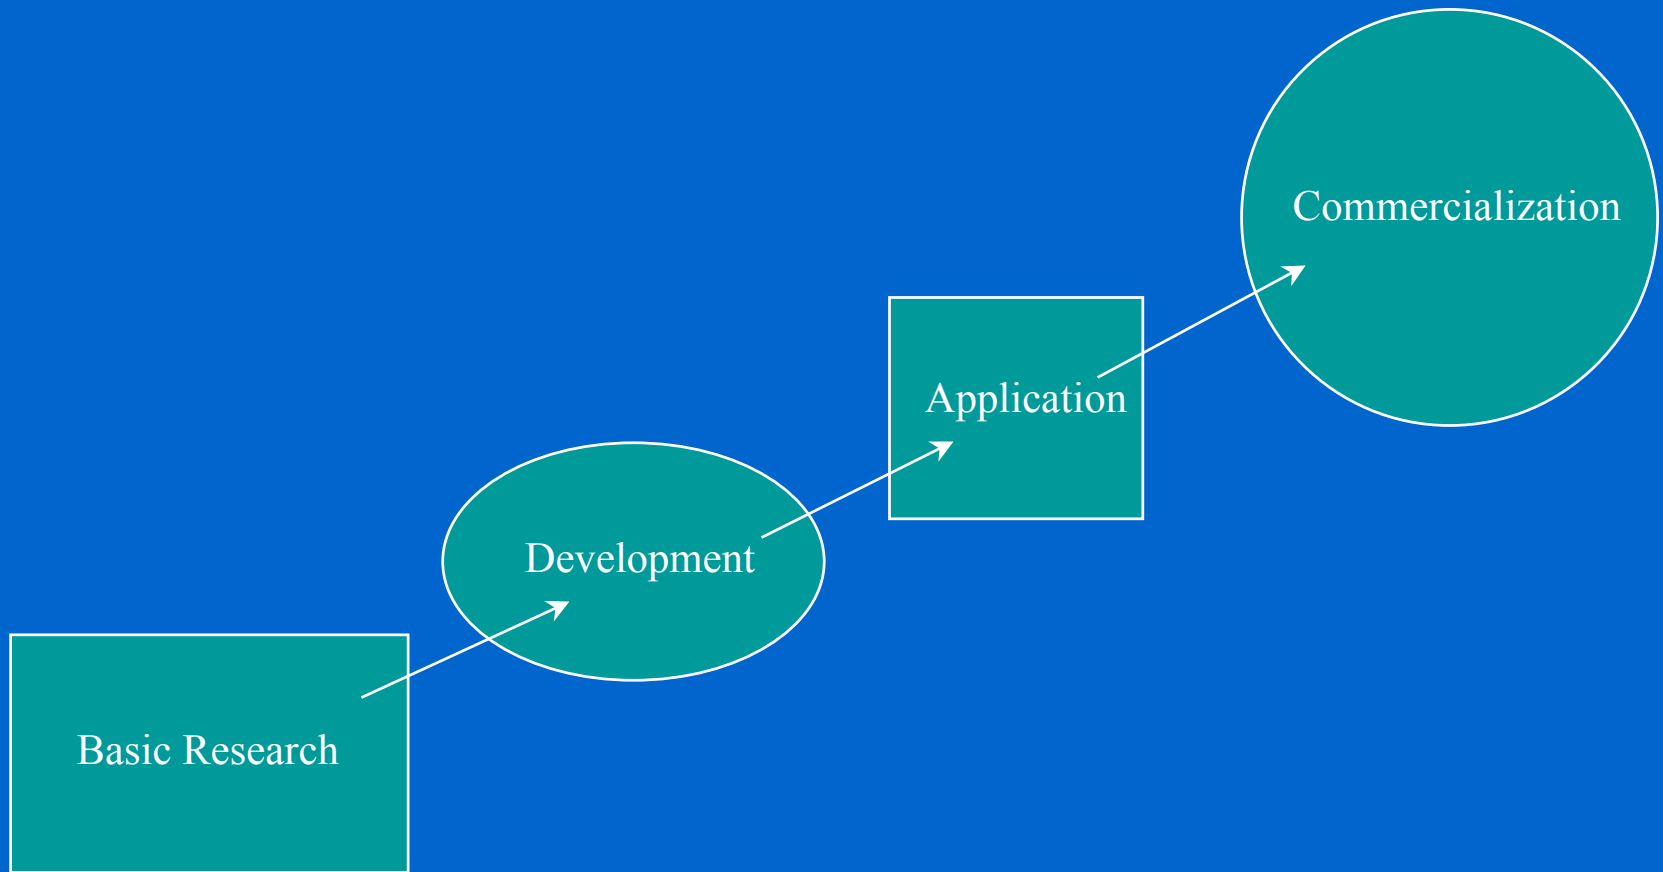 Commercialization
Application
Development
Basic Research